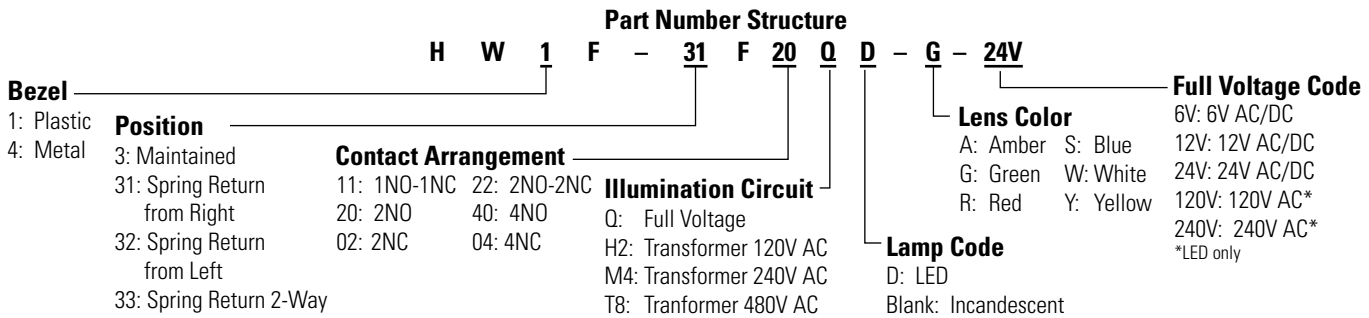 Part Number Structure
H W 1 F – 31 F 20 Q D – G – 24V
Bezel
1: Plastic
4: Metal
Position
3: Maintained
31: Spring Return
from Right
32: Spring Return
from Left
33: Spring Return 2-Way
Contact Arrangement
11: 1NO-1NC 22: 2NO-2NC
20: 2NO 40: 4NO
02: 2NC 04: 4NC
Illumination Circuit
Q: Full Voltage
H2: Transformer 120V AC
M4: Transformer 240V AC
T8: Tranformer 480V AC
Lamp Code
D: LED
Blank: Incandescent
Lens Color
A: Amber S: Blue
G: Green W: White
R: Red Y: Yellow
Full Voltage Code
6V: 6V AC/DC
12V: 12V AC/DC
24V: 24V AC/DC
120V: 120V AC*
240V: 240V AC*
*LED only